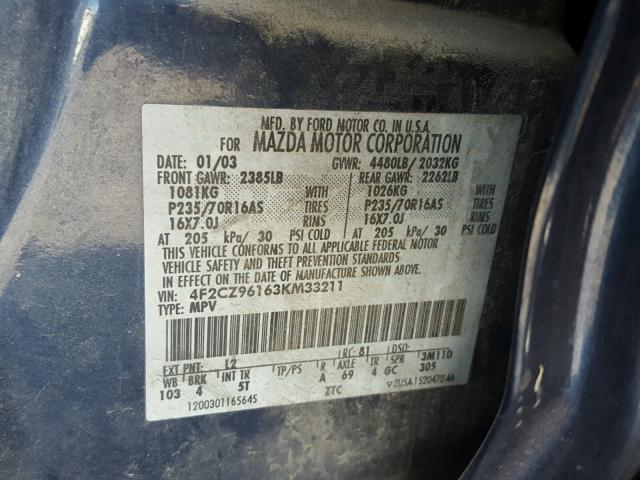 MFD. BY FORD MOTOR CO. IN U.S.A.
FOR MAZDA MOTOR CORPORATION
DATE: 01/03 GVWR: 4480LB/ 2032KG
FRONT GAWR: 2385LB REAR GAWR: 2262LB
1081KG WITH 1026KG WITH
P235/70R16AS TIRES P235/70R16AS TIRES
16X7.0J RIMS 16X7.0J RIMS
AT 205 kPa/ 30 PSI COLD AT 205 kPa/ 30 PSI COLD
THIS VEHICLE CONFORMS TO ALL APPLICABLE FEDERAL MOTOR
VEHICLE SAFETY AND THEFT PREVENTION STANDARDS
IN EFFECT ON THE DATE OF MANUFACTURE SHOWN ABOVE.
VIN: 4F2CZ96163KM33211
TYPE: MPV
EXT PNT: L2 RC: 81 DSO:
WB BRK INT TR TP/PS R AXLE TR SPR 3M11D
103 4 5T A 69 4 GC 305
1200301165645 ZTC